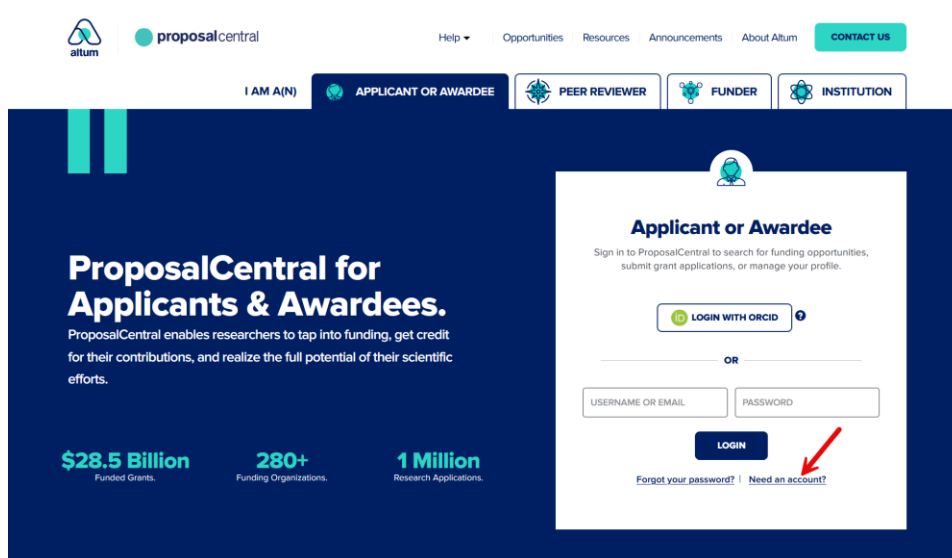 altum
proposalcentral
Help
Opportunities
Resources
Announcements
About Altum
CONTACT US
I AM A(N)
APPLICANT OR AWARDEE
PEER REVIEWER
FUNDER
INSTITUTION
ProposalCentral for
Applicants & Awardees.
ProposalCentral enables researchers to tap into funding, get credit
for their contributions, and realize the full potential of their scientific
efforts.
$28.5 Billion
Funded Grants.
280+
Funding Organizations.
1 Million
Research Applications.
Applicant or Awardee
Sign in to ProposalCentral to search for funding opportunities,
submit grant applications, or manage your profile.
iD LOGIN WITH ORCID ?
OR
USERNAME OR EMAIL
PASSWORD
LOGIN
Forgot your password? | Need an account?